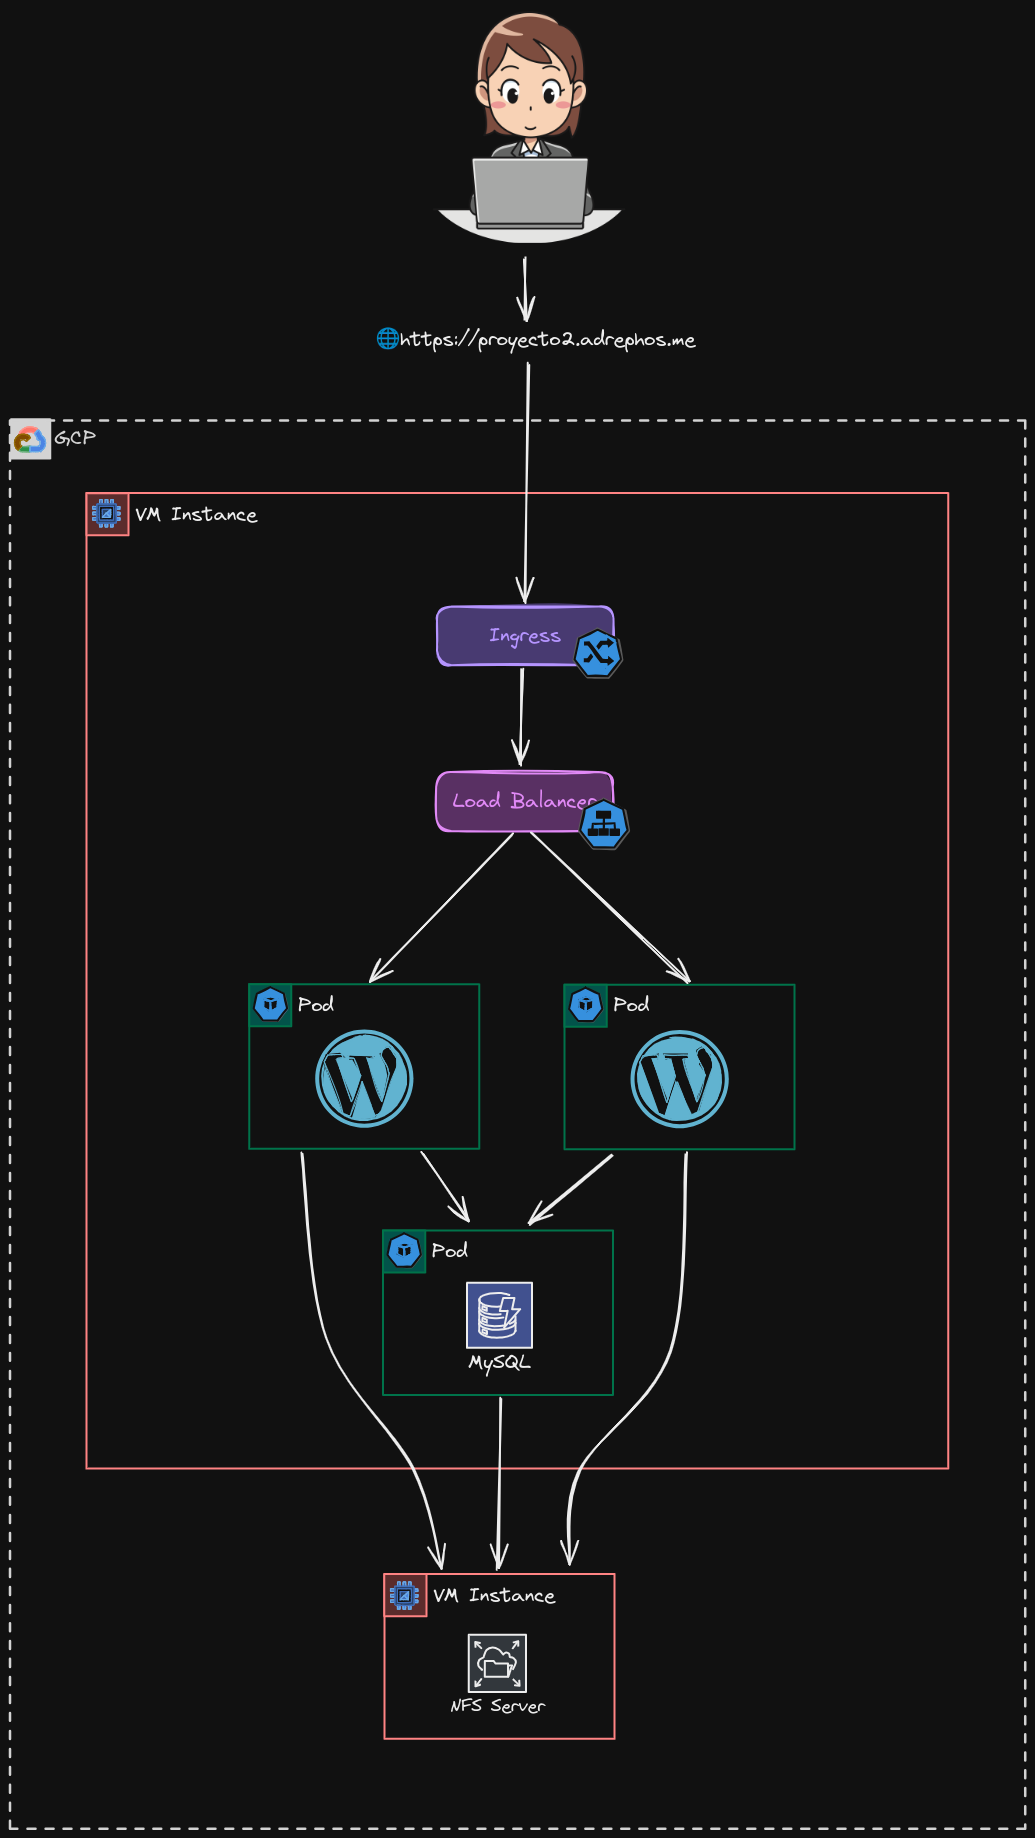 https://proyecto2.adrephos.me
GCP
VM Instance
Ingress
Load Balancer
Pod
Pod
Pod
MySQL
VM Instance
NFS Server